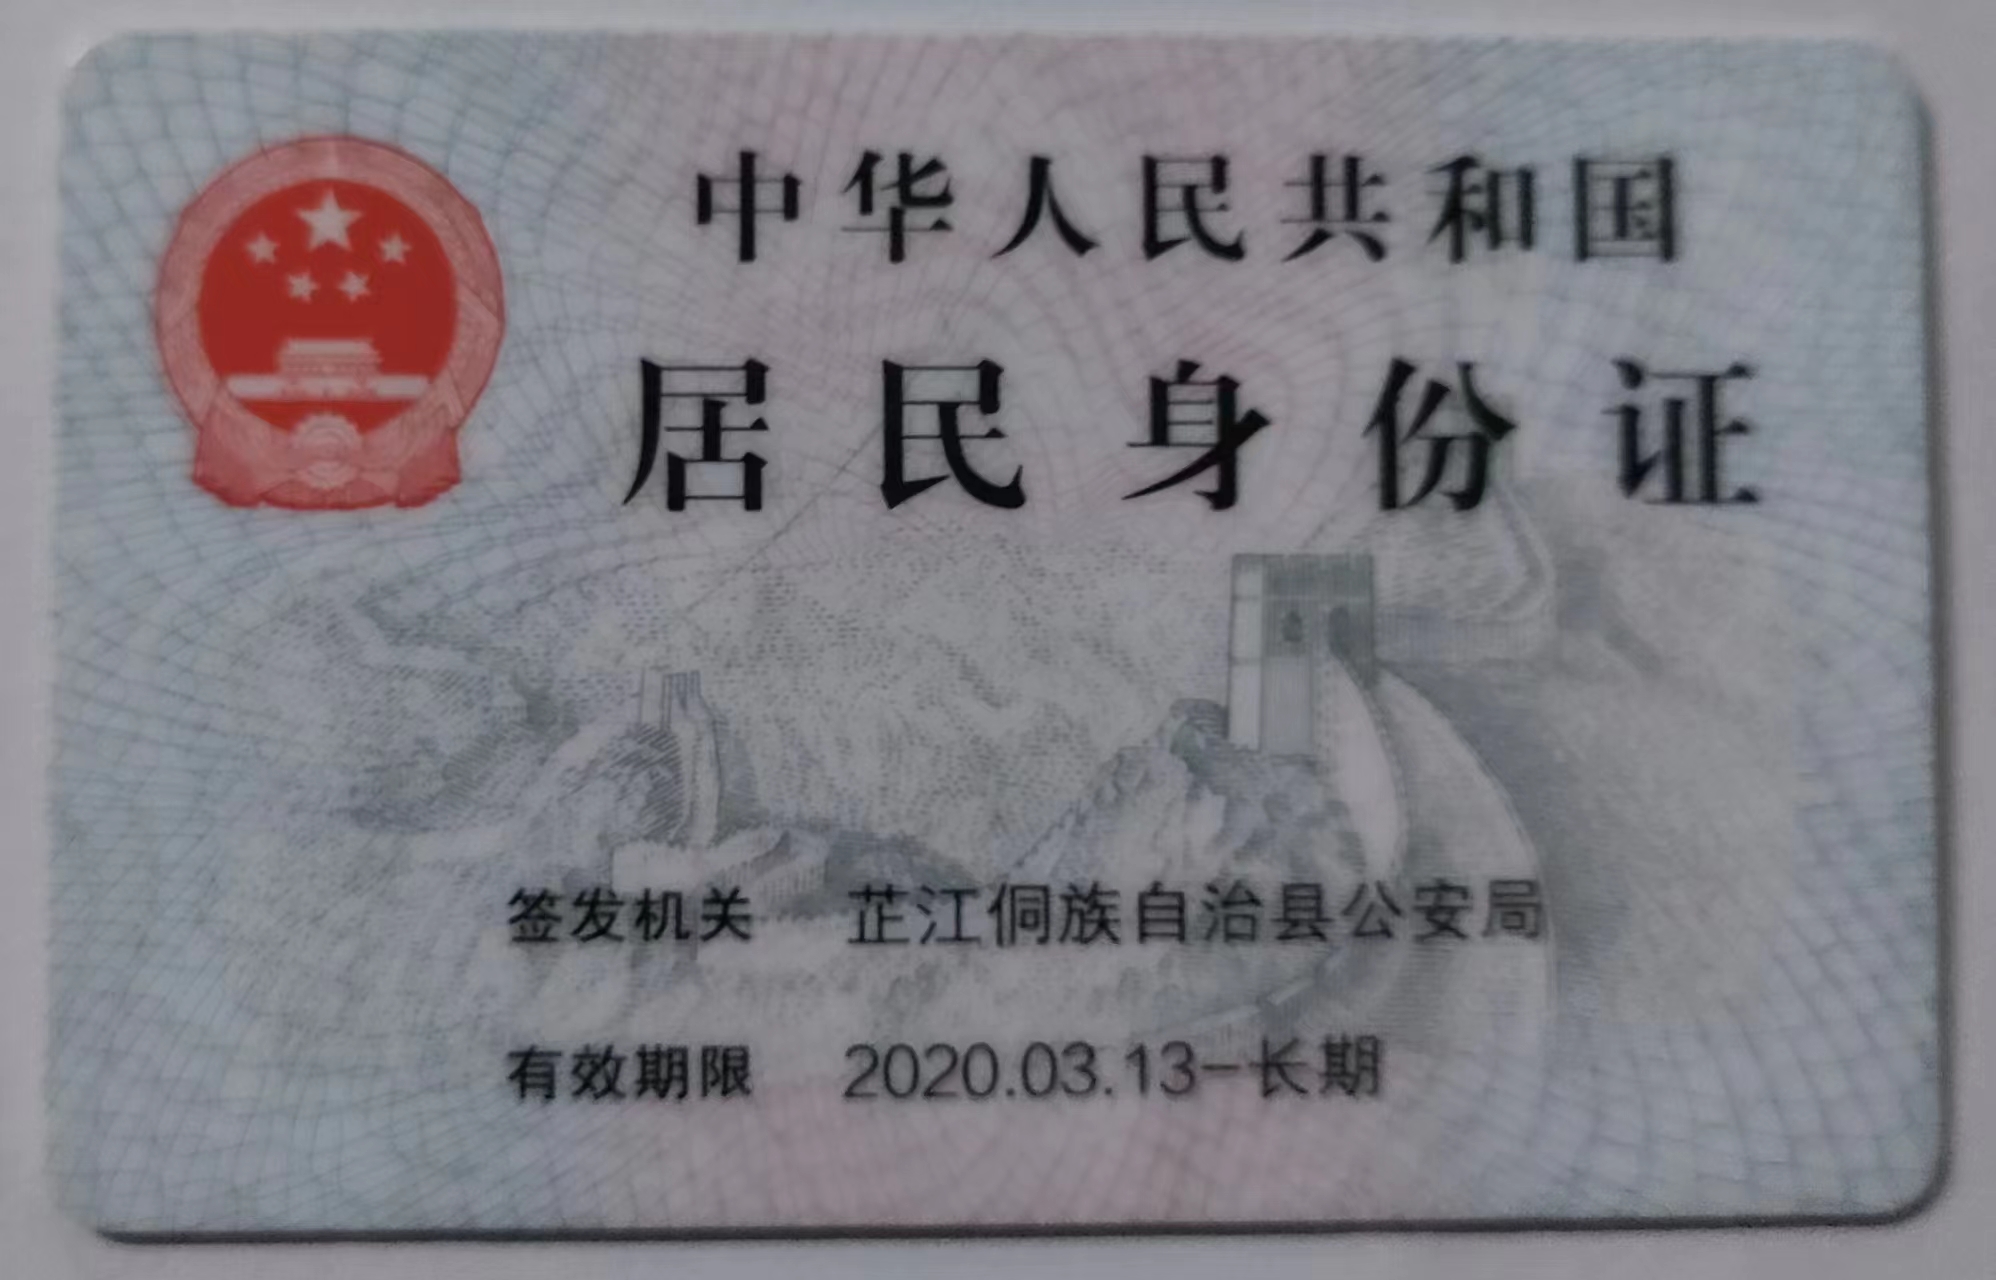 中华人民共和国
居民身份证
签发机关 芷江侗族自治县公安局
有效期限 2020.03.13-长期